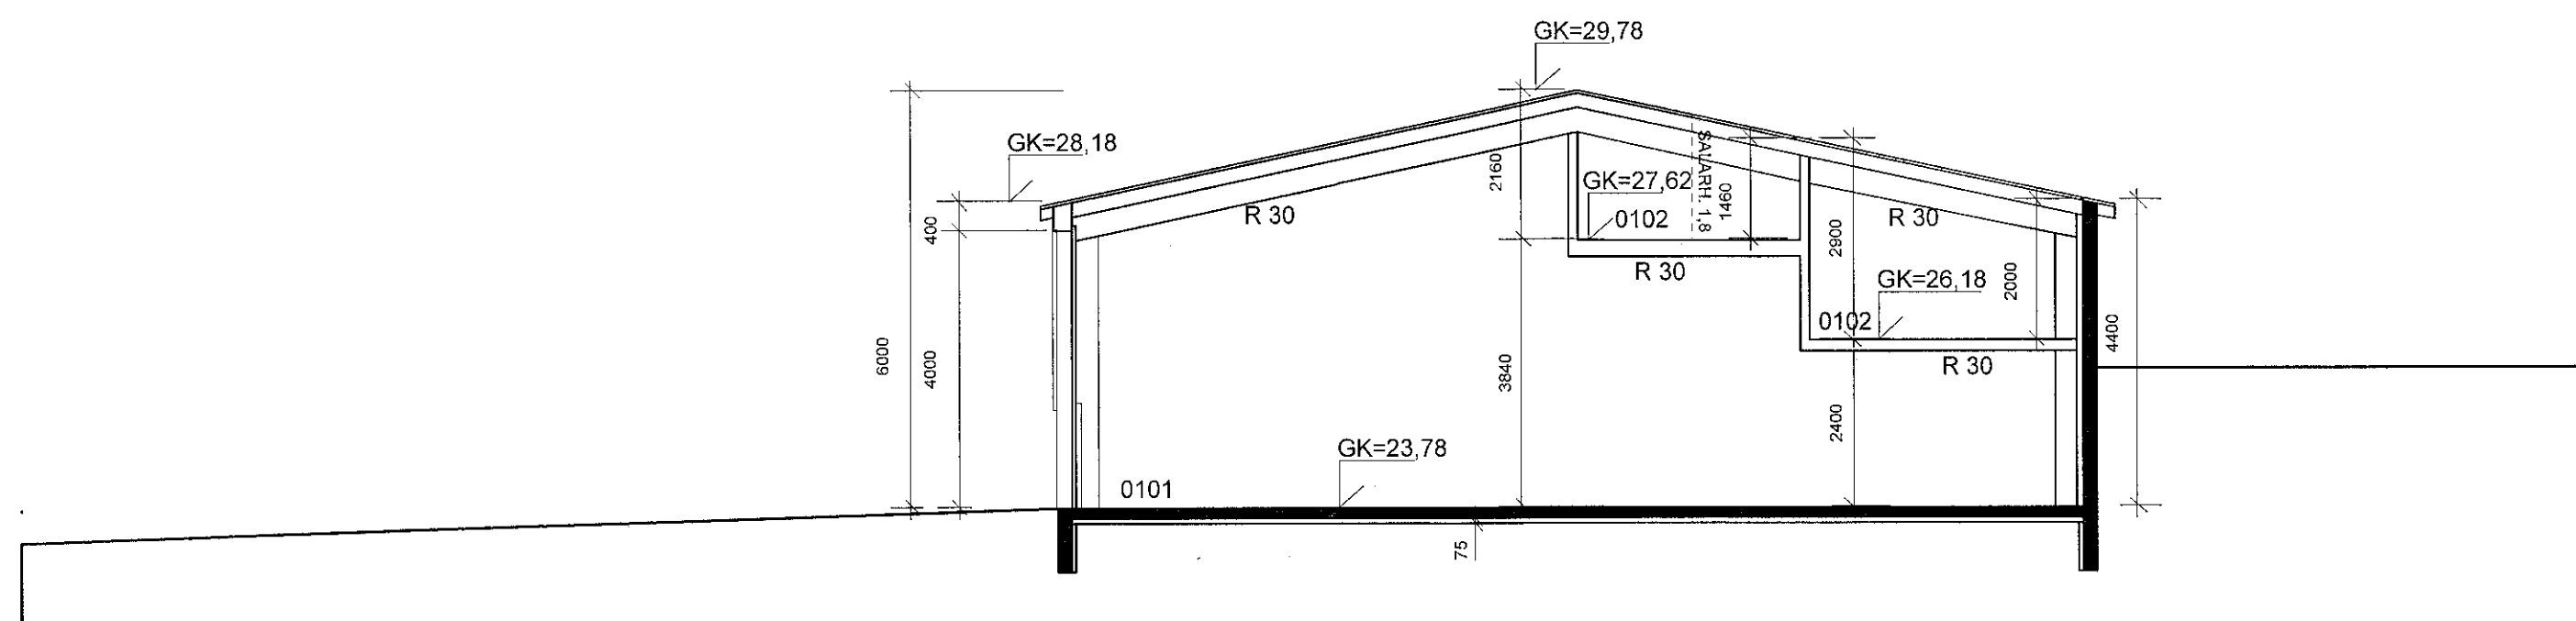 GK=29,78
GK=28,18
SALARH. 1,8
2160
GK=27,62
1460
0102
R 30
R 30
400
2900
R 30
GK=26,18
2000
0102
4400
6000
4000
3840
R 30
2400
GK=23,78
0101
75